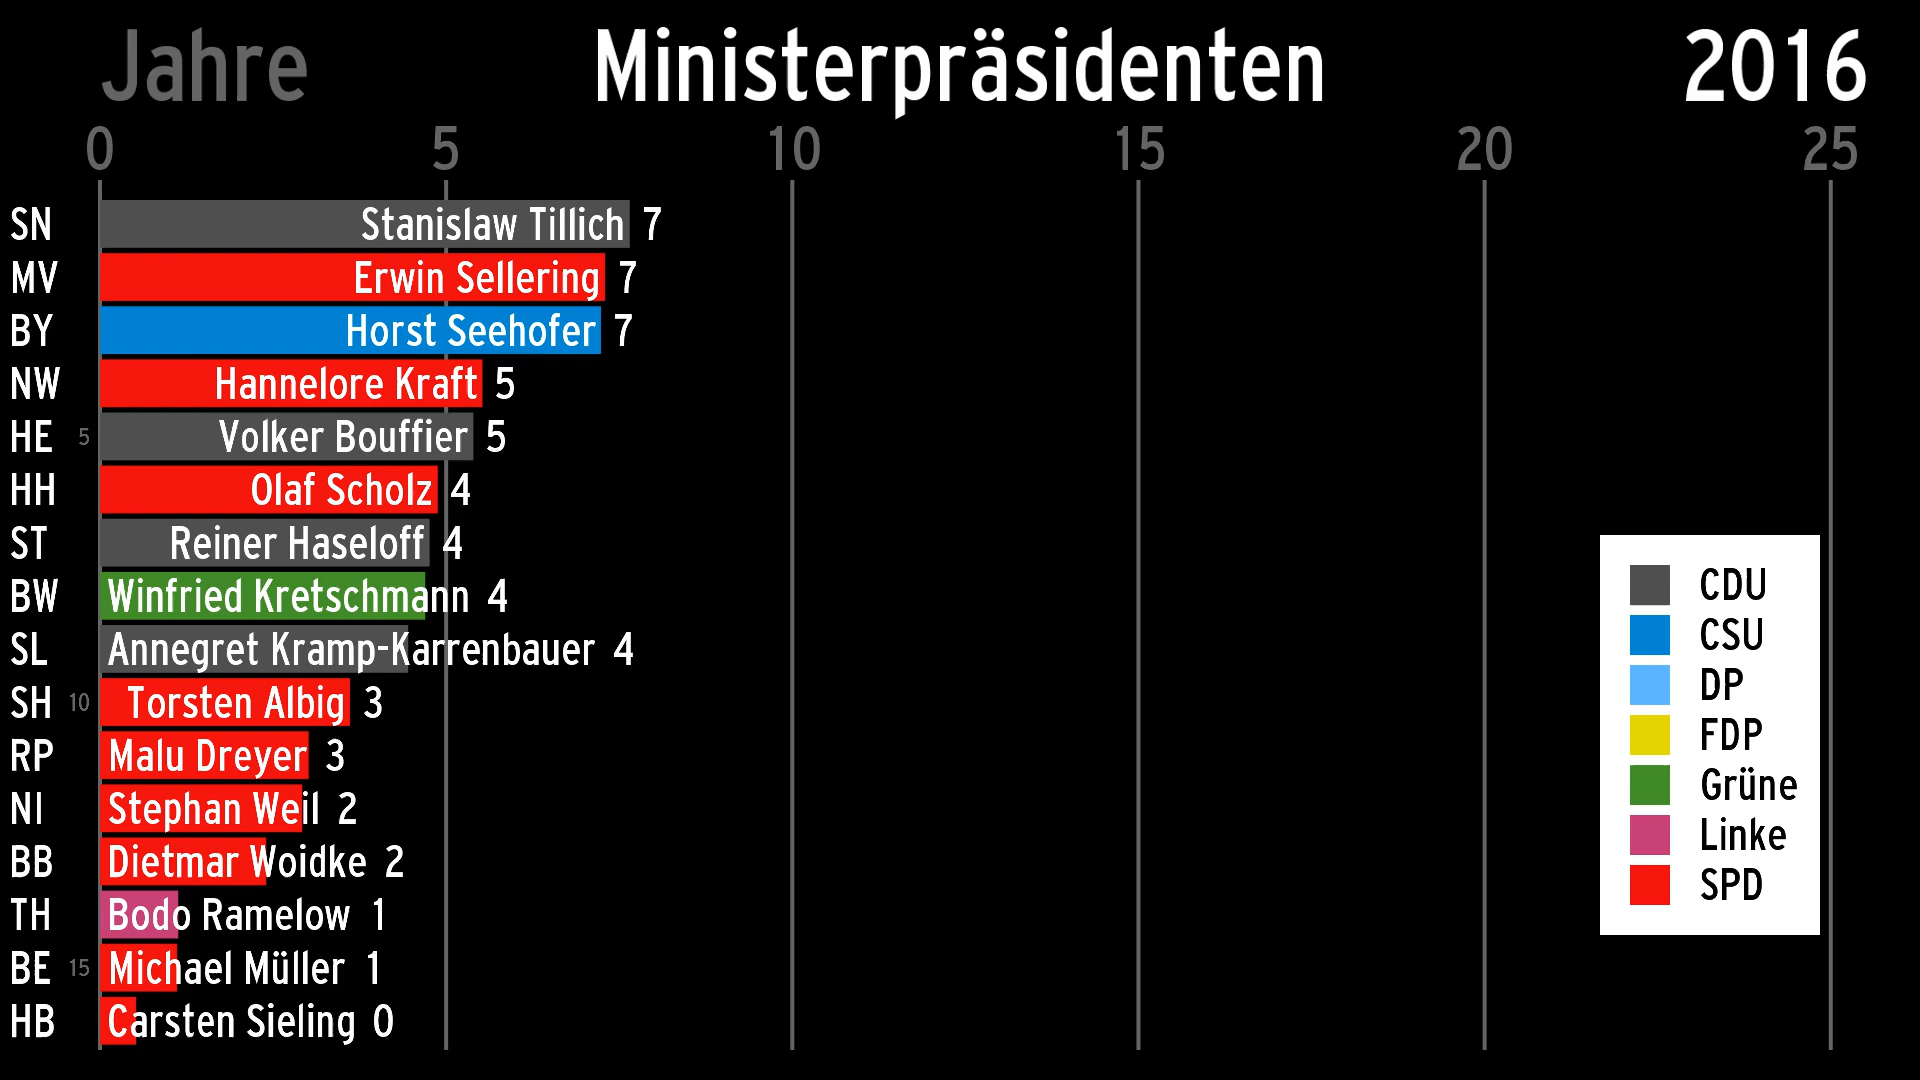 Jahre Ministerpräsidenten 2016
0 5 10 15 20 25
SN Stanislaw Tillich 7
MV Erwin Sellering 7
BY Horst Seehofer 7
NW Hannelore Kraft 5
HE 5 Volker Bouffier 5
HH Olaf Scholz 4
ST Reiner Haseloff 4
BW Winfried Kretschmann 4
SL Annegret Kramp-Karrenbauer 4
SH 10 Torsten Albig 3
RP Malu Dreyer 3
NI Stephan Weil 2
BB Dietmar Woidke 2
TH Bodo Ramelow 1
BE 15 Michael Müller 1
HB Carsten Sieling 0
CDU
CSU
DP
FDP
Grüne
Linke
SPD